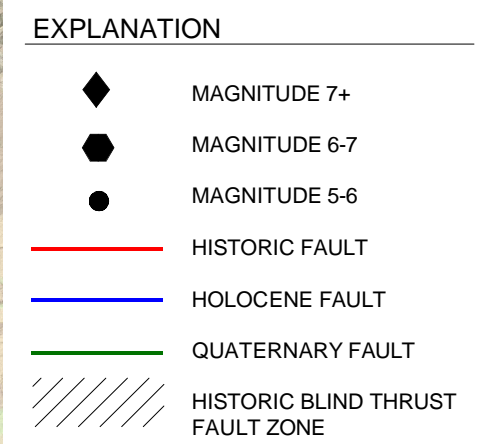 EXPLANATION
MAGNITUDE 7+
MAGNITUDE 6-7
MAGNITUDE 5-6
HISTORIC FAULT
HOLOCENE FAULT
QUATERNARY FAULT
HISTORIC BLIND THRUST
FAULT ZONE